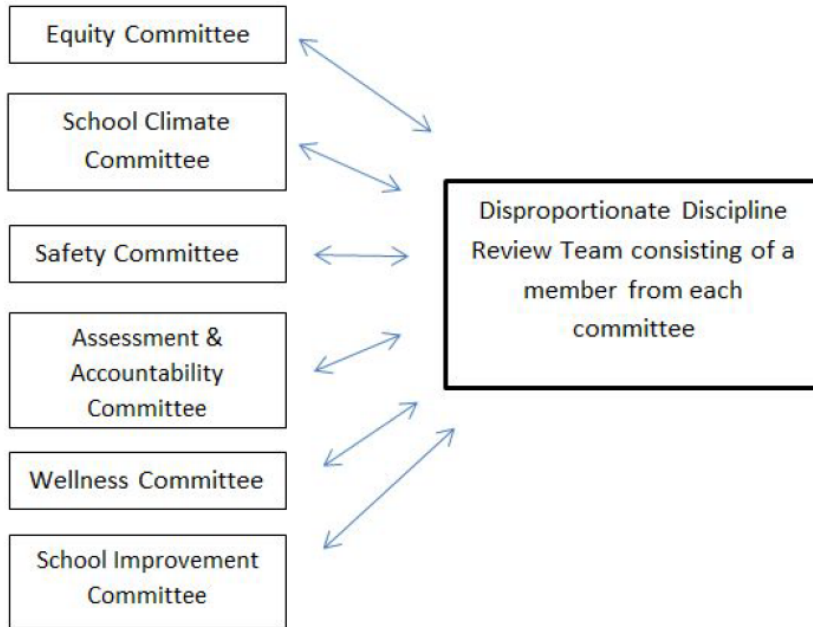 Equity Committee
School Climate
Committee
Safety Committee
Assessment &
Accountability
Committee
Wellness Committee
School Improvement
Committee
Disproportionate Discipline
Review Team consisting of a
member from each
committee